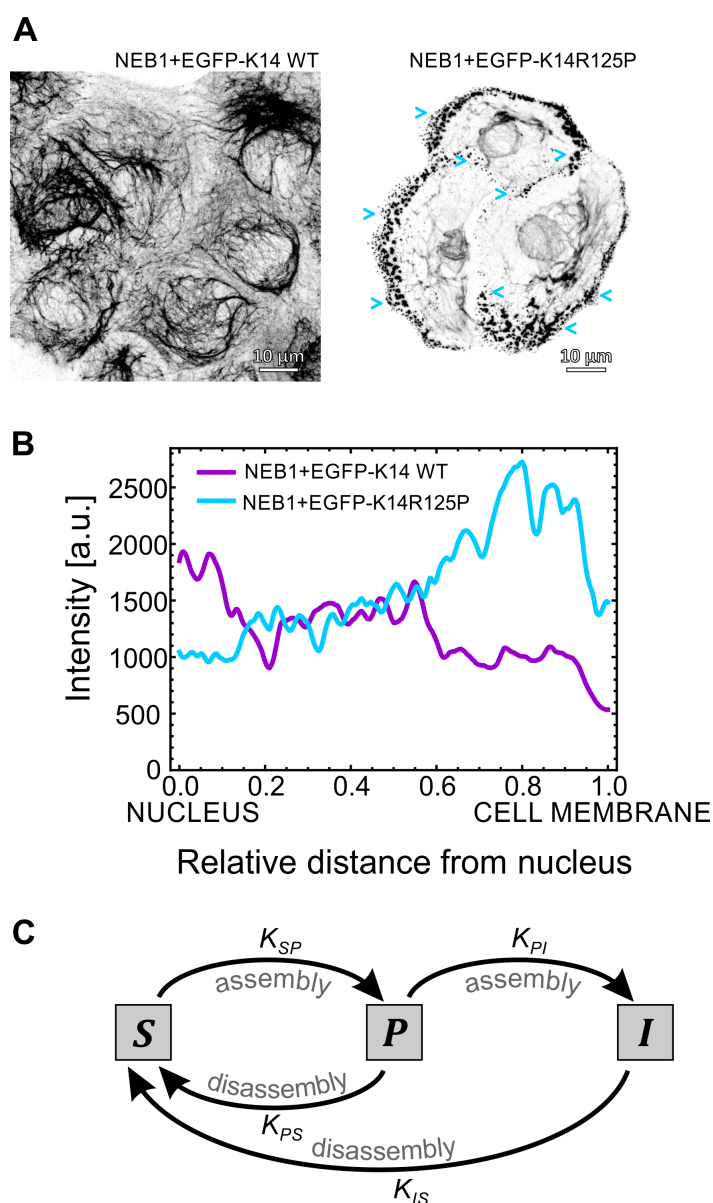 A
NEB1+EGFP-K14 WT
NEB1+EGFP-K14R125P
10 µm
10 µm
B
NEB1+EGFP-K14 WT
NEB1+EGFP-K14R125P
Intensity [a.u.]
2500
2000
1500
1000
500
0
0.0 0.2 0.4 0.6 0.8 1.0
NUCLEUS CELL MEMBRANE
Relative distance from nucleus
C
K_SP
K_PI
assembly
assembly
S P I
disassembly
K_PS
disassembly
K_IS